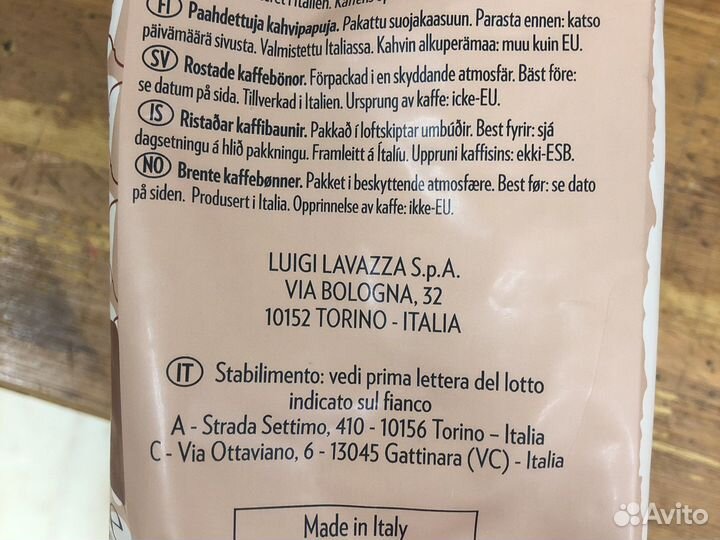 FI Paahdettuja kahvipapuja. Pakattu suojakaasuun. Parasta ennen: katso
päivämäärä sivusta. Valmistettu Italiassa. Kahvin alkuperämaa: muu kuin EU.
SV Rostade kaffebönor. Förpackad i en skyddande atmosfär. Bäst före:
se datum på sida. Tillverkad i Italien. Ursprung av kaffe: icke-EU.
IS Ristaðar kaffibaunir. Pakkað í loftskiptar umbúðir. Best fyrir: sjá
dagsetningu á hlið pakkningu. Framleitt á Ítalíu. Uppruni kaffisins: ekki-ESB.
NO Brente kaffebønner. Pakket i beskyttende atmosfære. Best før: se dato
på siden. Produsert i Italia. Opprinnelse av kaffe: ikke-EU.
LUIGI LAVAZZA S.p.A.
VIA BOLOGNA, 32
10152 TORINO - ITALIA
IT Stabilimento: vedi prima lettera del lotto
indicato sul fianco
A - Strada Settimo, 410 - 10156 Torino – Italia
C - Via Ottaviano, 6 - 13045 Gattinara (VC) - Italia
Made in Italy
Avito